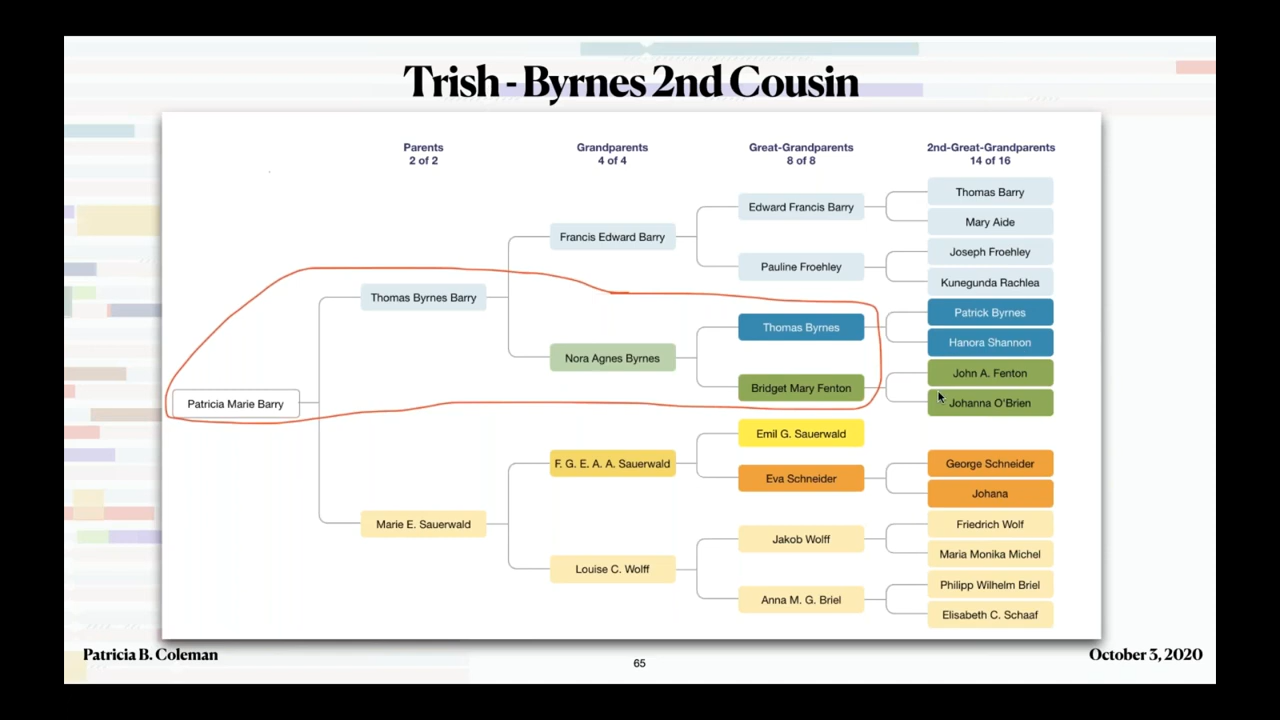 Trish - Byrnes 2nd Cousin
Parents
2 of 2
Grandparents
4 of 4
Great-Grandparents
8 of 8
2nd-Great-Grandparents
14 of 16
Patricia Marie Barry
Thomas Byrnes Barry
Marie E. Sauerwald
Francis Edward Barry
Nora Agnes Byrnes
F. G. E. A. A. Sauerwald
Louise C. Wolff
Edward Francis Barry
Pauline Froehley
Thomas Byrnes
Bridget Mary Fenton
Emil G. Sauerwald
Eva Schneider
Jakob Wolff
Anna M. G. Briel
Thomas Barry
Mary Aide
Joseph Froehley
Kunegunda Rachlea
Patrick Byrnes
Hanora Shannon
John A. Fenton
Johanna O'Brien
George Schneider
Johana
Friedrich Wolf
Maria Monika Michel
Philipp Wilhelm Briel
Elisabeth C. Schaaf
Patricia B. Coleman
65
October 3, 2020